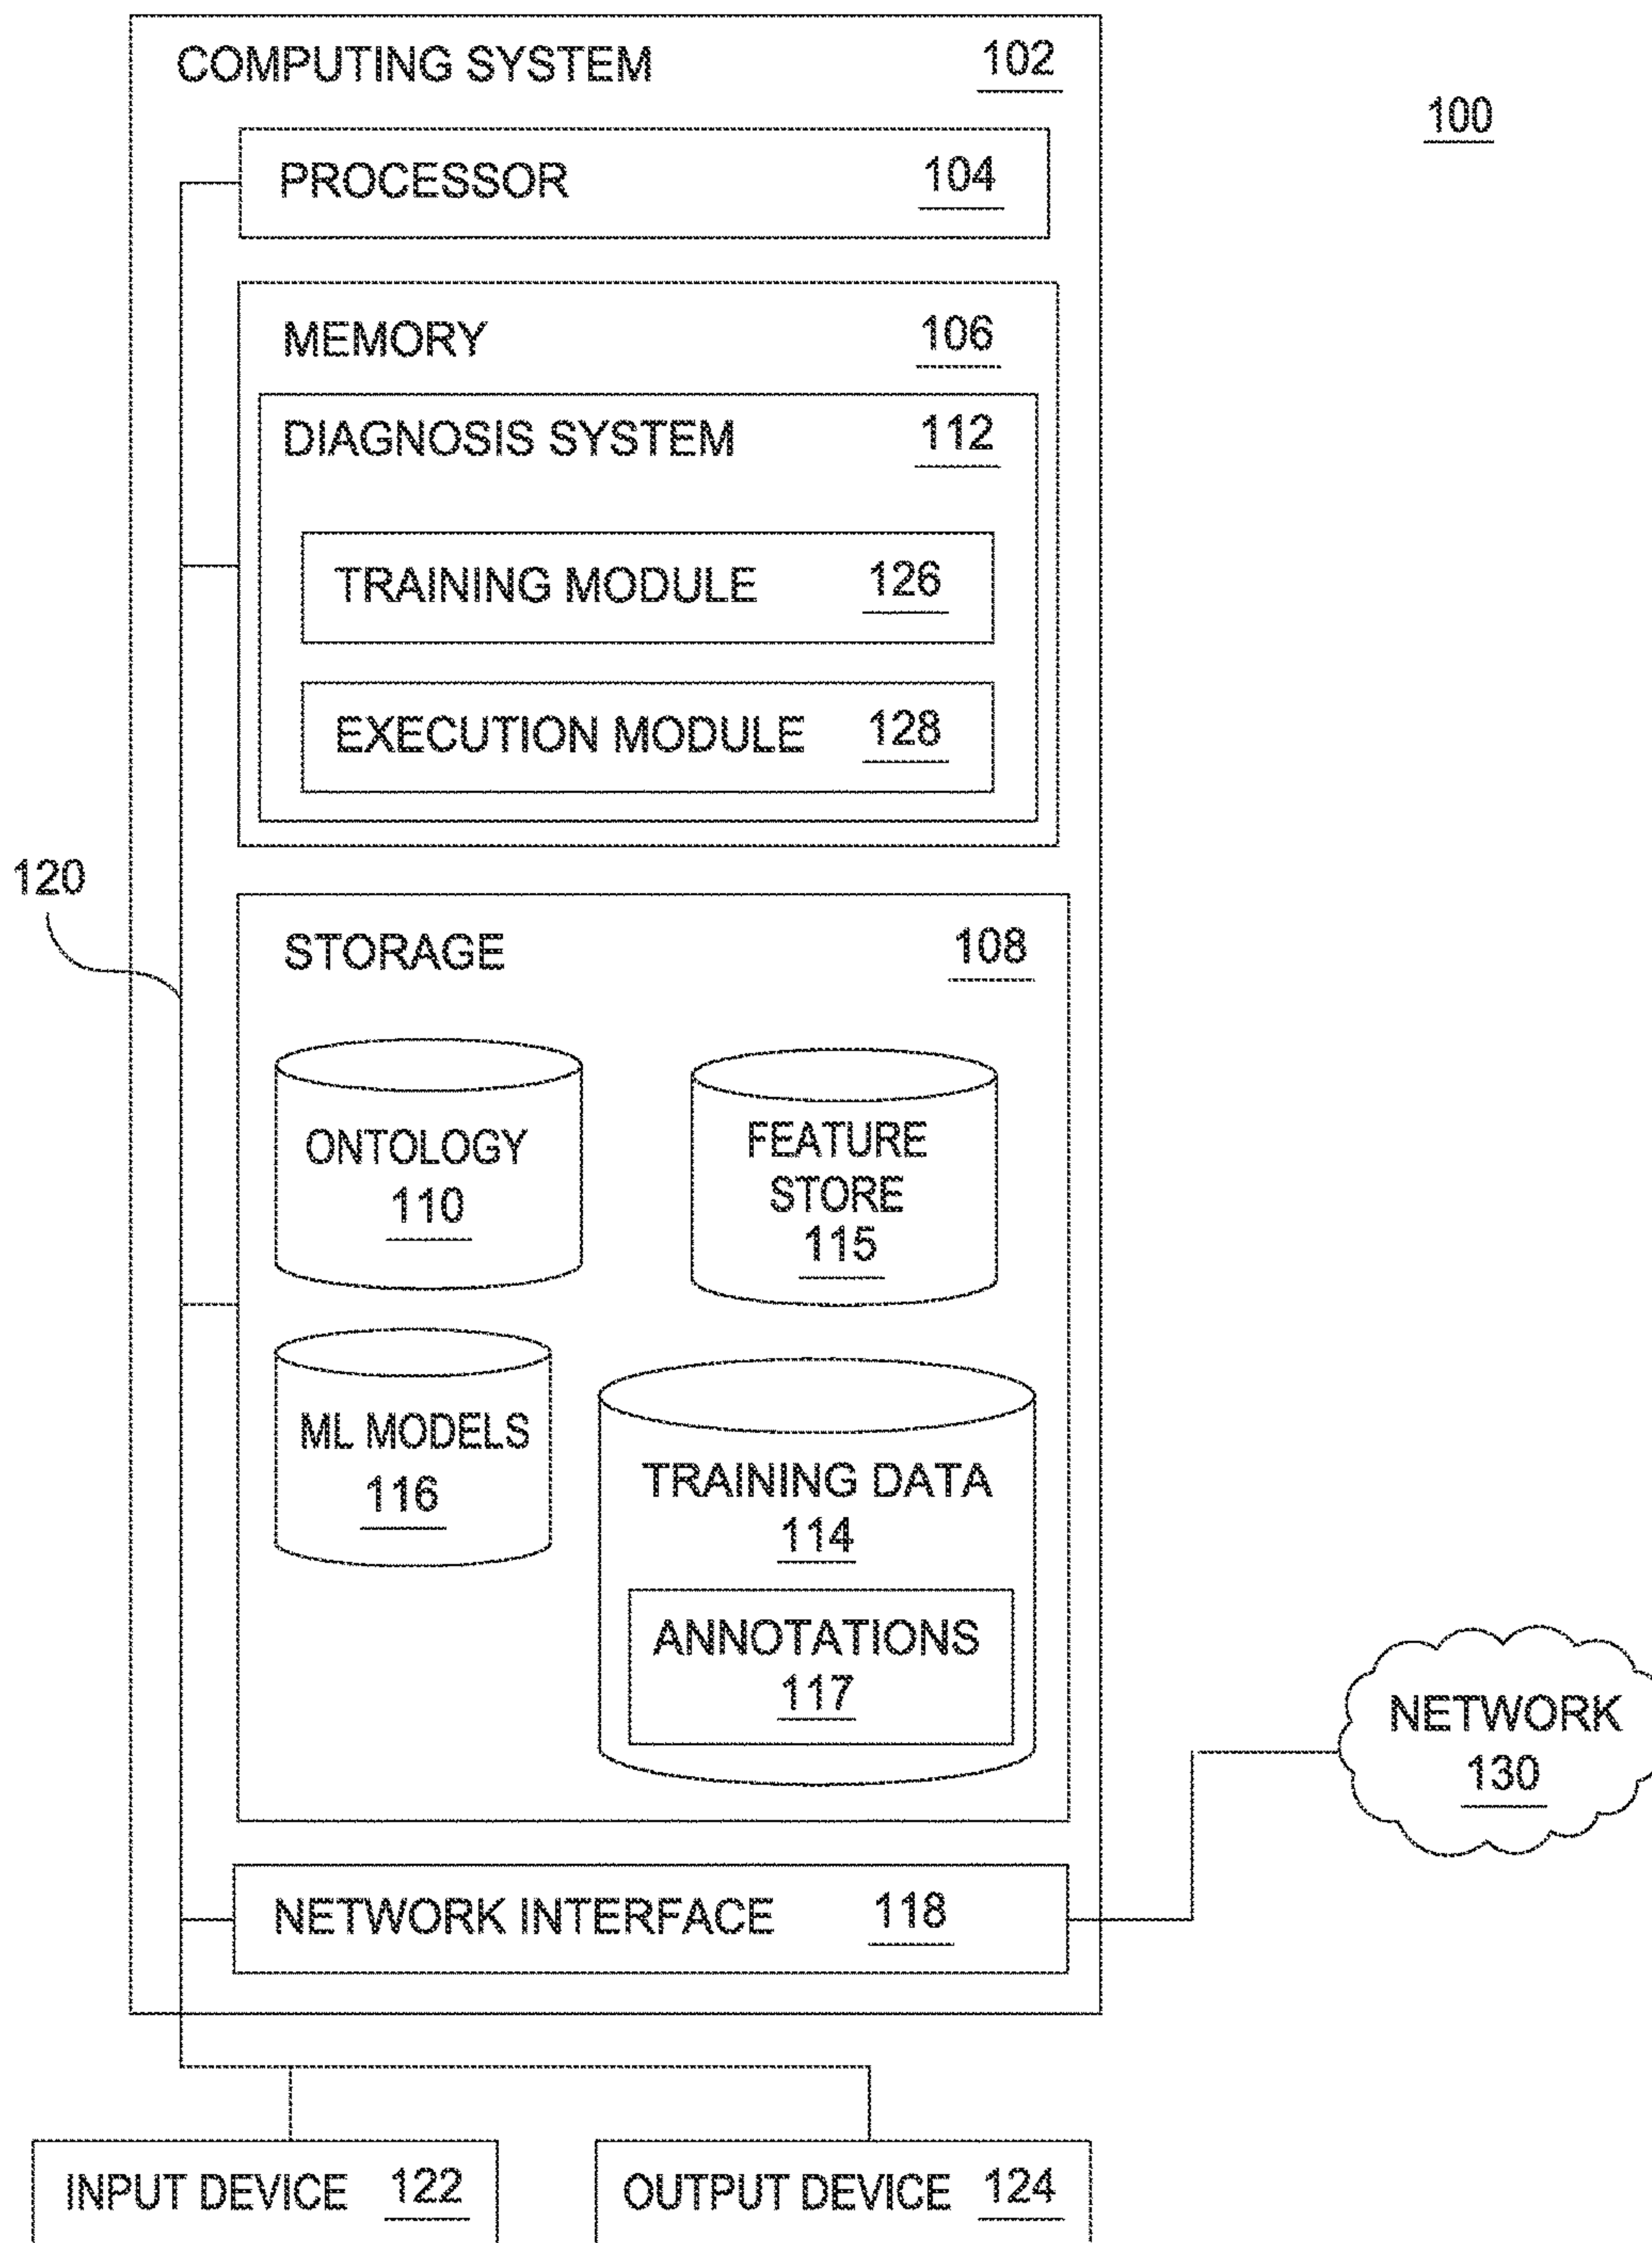 COMPUTING SYSTEM 102
100
PROCESSOR 104
MEMORY 106
DIAGNOSIS SYSTEM 112
TRAINING MODULE 126
EXECUTION MODULE 128
120
STORAGE 108
ONTOLOGY
110
FEATURE
STORE
115
ML MODELS
116
TRAINING DATA
114
ANNOTATIONS
117
NETWORK
130
NETWORK INTERFACE 118
INPUT DEVICE 122
OUTPUT DEVICE 124